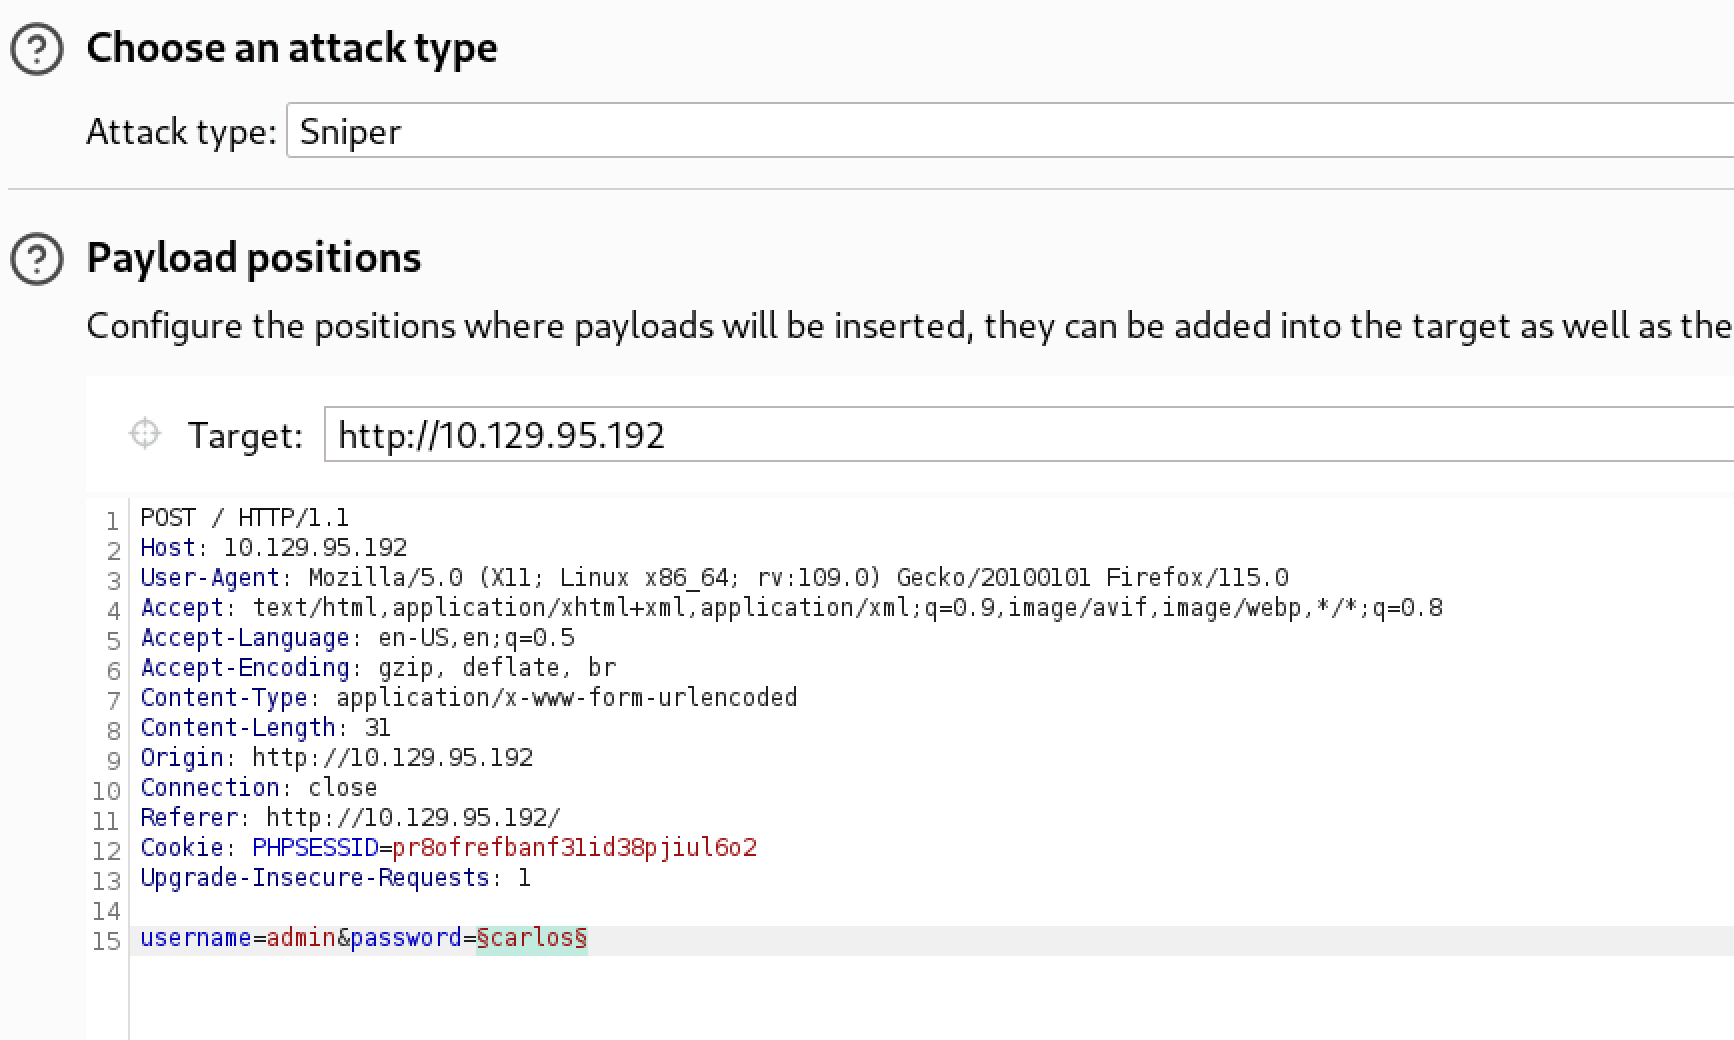 Choose an attack type
Attack type: Sniper
Payload positions
Configure the positions where payloads will be inserted, they can be added into the target as well as the
Target: http://10.129.95.192
1 POST / HTTP/1.1
2 Host: 10.129.95.192
3 User-Agent: Mozilla/5.0 (X11; Linux x86_64; rv:109.0) Gecko/20100101 Firefox/115.0
4 Accept: text/html,application/xhtml+xml,application/xml;q=0.9,image/avif,image/webp,*/*;q=0.8
5 Accept-Language: en-US,en;q=0.5
6 Accept-Encoding: gzip, deflate, br
7 Content-Type: application/x-www-form-urlencoded
8 Content-Length: 31
9 Origin: http://10.129.95.192
10 Connection: close
11 Referer: http://10.129.95.192/
12 Cookie: PHPSESSID=pr8ofrefbanf31id38pjiul6o2
13 Upgrade-Insecure-Requests: 1
14
15 username=admin&password=§carlos§